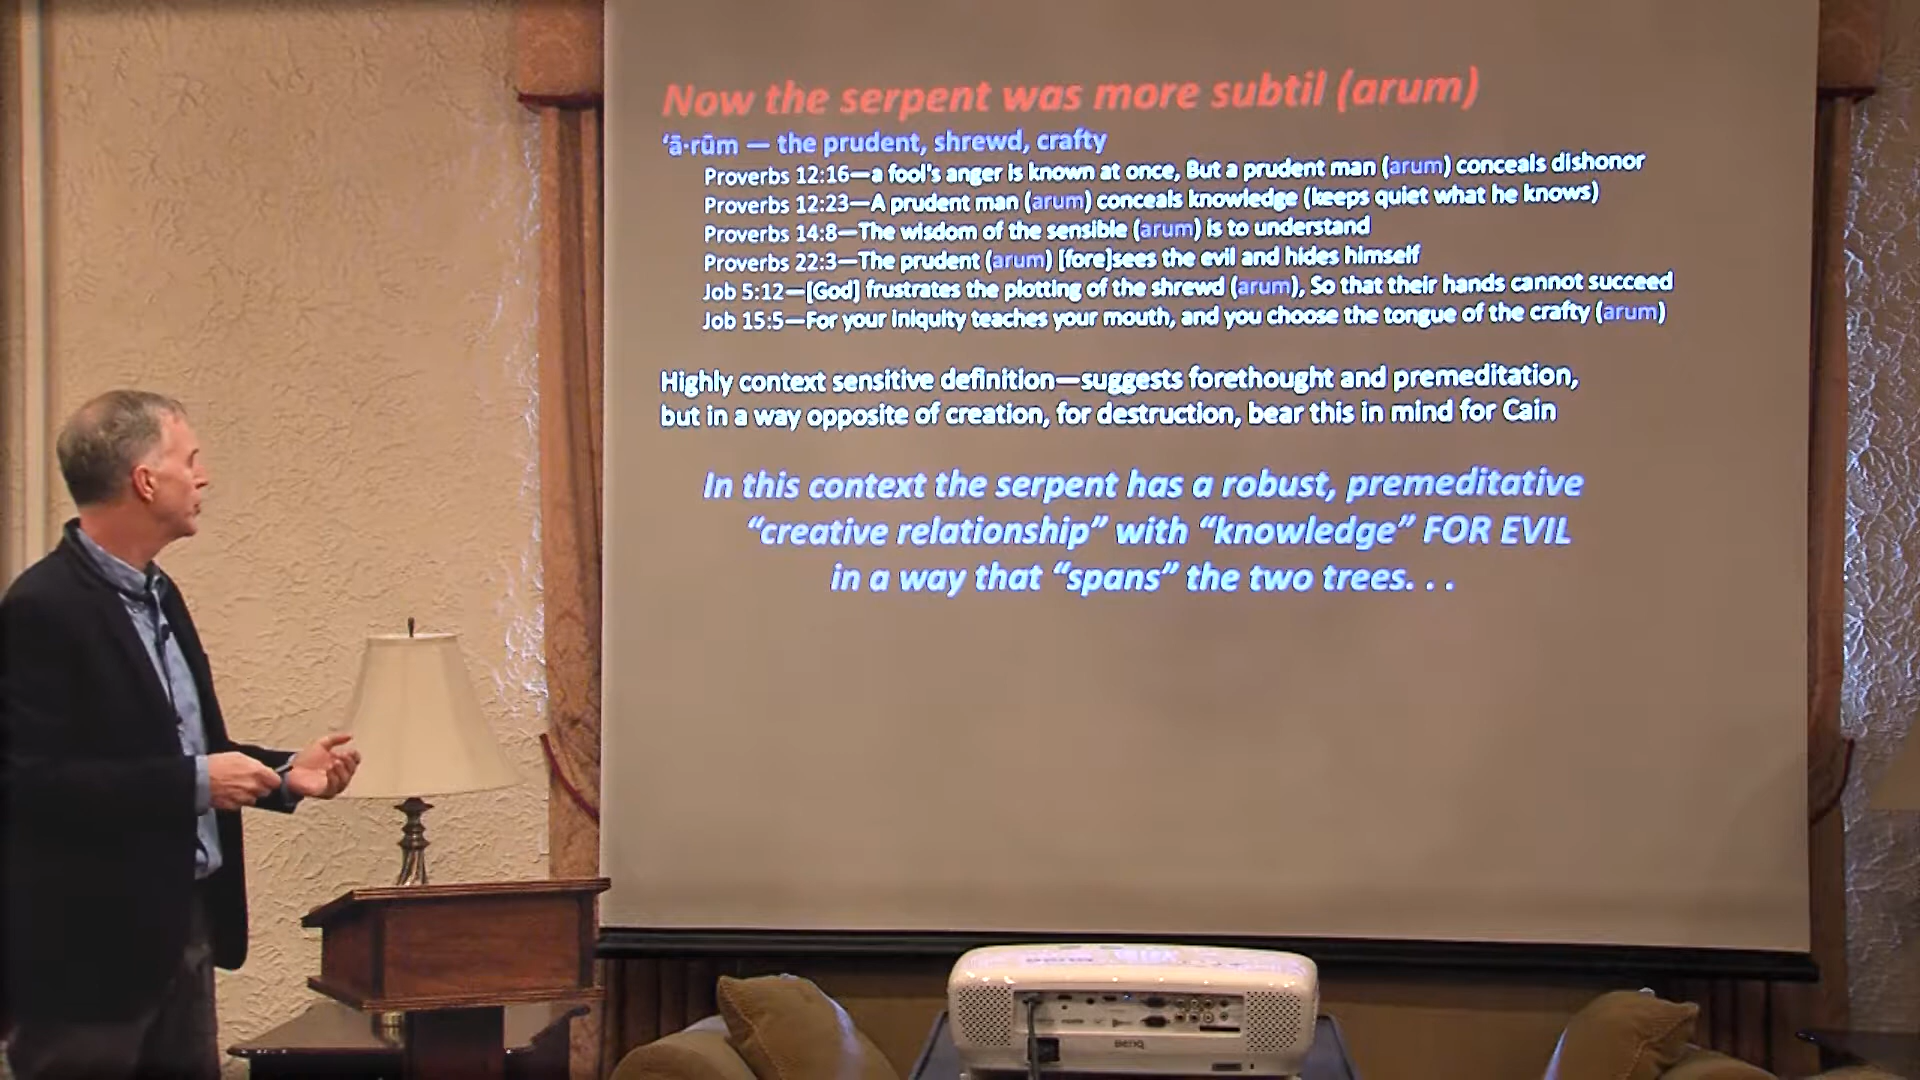 Now the serpent was more subtil (arum)
‘ā·rūm — the prudent, shrewd, crafty
Proverbs 12:16—a fool's anger is known at once, But a prudent man (arum) conceals dishonor
Proverbs 12:23—A prudent man (arum) conceals knowledge (keeps quiet what he knows)
Proverbs 14:8—The wisdom of the sensible (arum) is to understand
Proverbs 22:3—The prudent (arum) [fore]sees the evil and hides himself
Job 5:12—[God] frustrates the plotting of the shrewd (arum), So that their hands cannot succeed
Job 15:5—For your iniquity teaches your mouth, and you choose the tongue of the crafty (arum)
Highly context sensitive definition—suggests forethought and premeditation,
but in a way opposite of creation, for destruction, bear this in mind for Cain
In this context the serpent has a robust, premeditative
“creative relationship” with “knowledge” FOR EVIL
in a way that “spans” the two trees. . .
BenQ